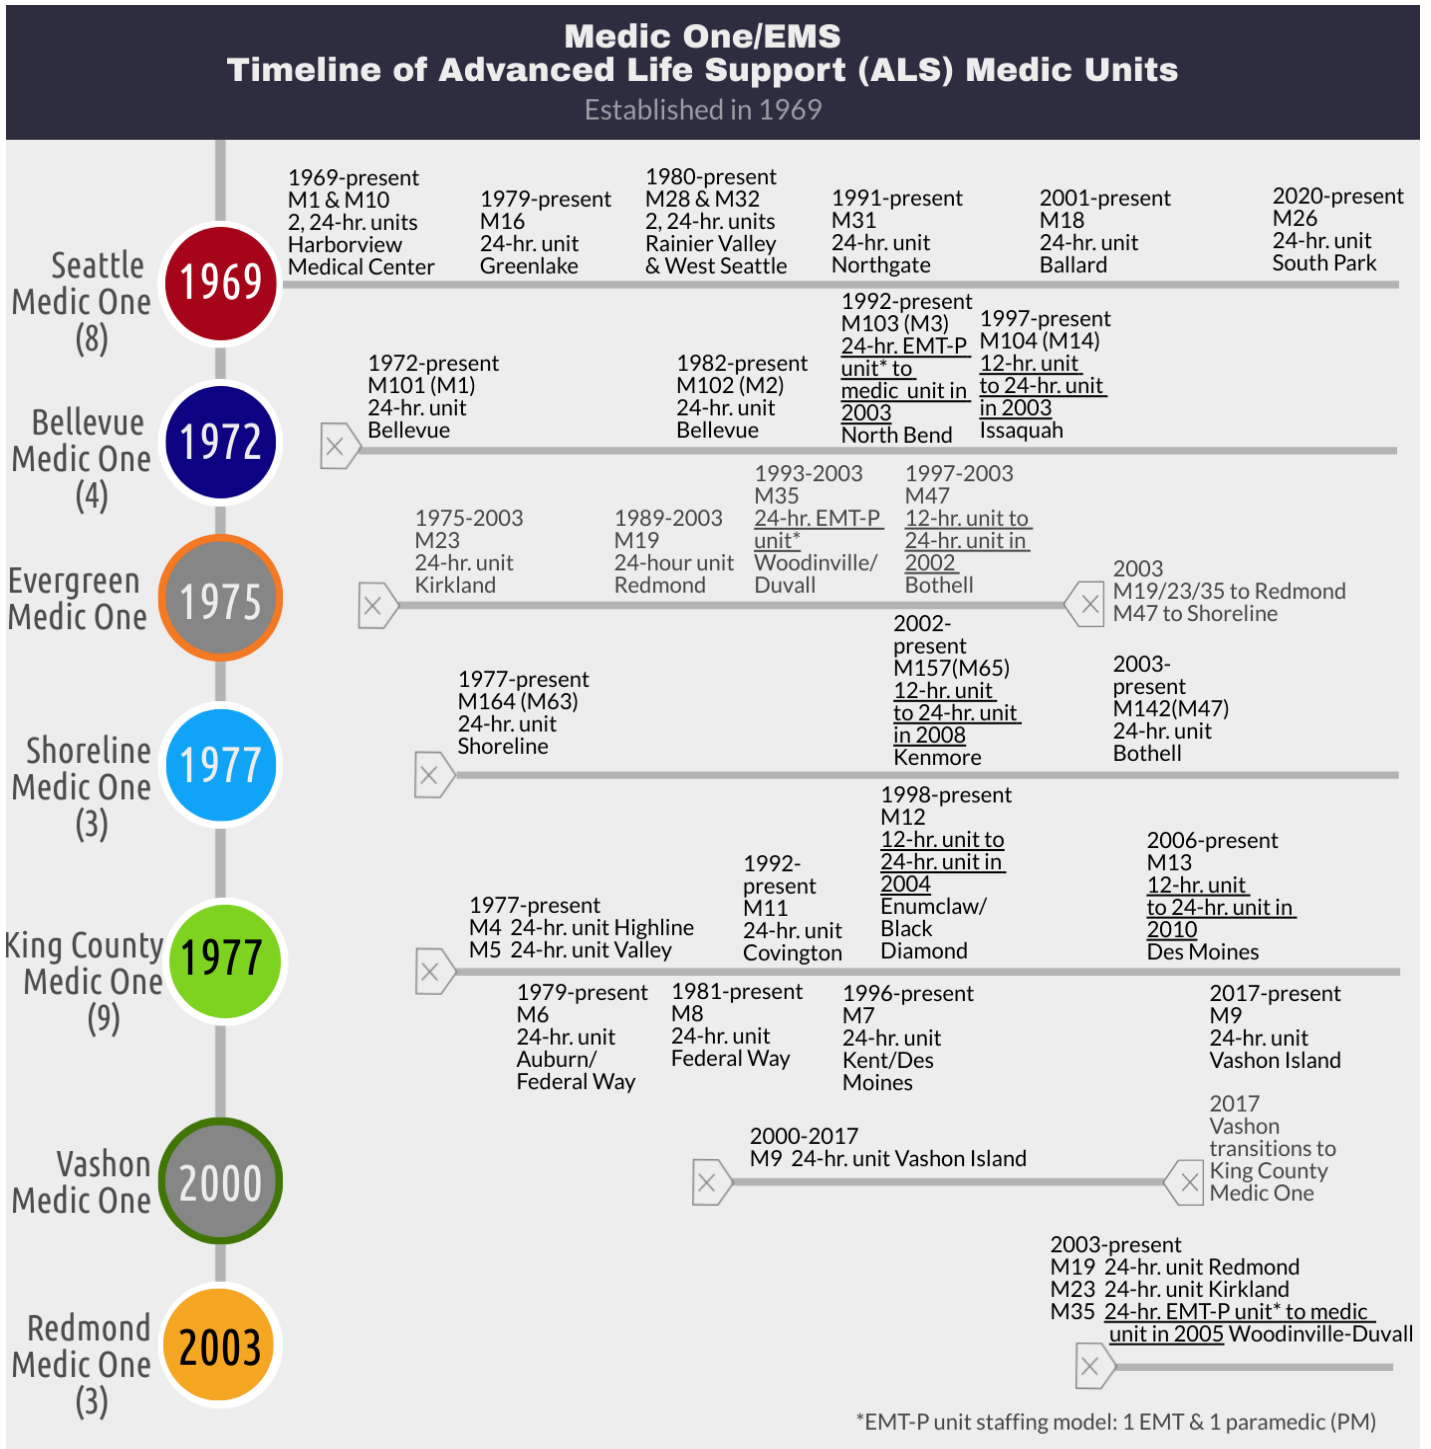 Medic One/EMS
Timeline of Advanced Life Support (ALS) Medic Units
Established in 1969
Seattle
Medic One
(8)
1969
1969-present
M1 & M10
2, 24-hr. units
Harborview
Medical Center
1979-present
M16
24-hr. unit
Greenlake
1980-present
M28 & M32
2, 24-hr. units
Rainier Valley
& West Seattle
1991-present
M31
24-hr. unit
Northgate
2001-present
M18
24-hr. unit
Ballard
2020-present
M26
24-hr. unit
South Park
Bellevue
Medic One
(4)
1972
1972-present
M101 (M1)
24-hr. unit
Bellevue
1982-present
M102 (M2)
24-hr. unit
Bellevue
1992-present
M103 (M3)
24-hr. EMT-P
unit* to
medic unit in
2003
North Bend
1997-present
M104 (M14)
12-hr. unit
to 24-hr. unit
in 2003
Issaquah
Evergreen
Medic One
1975
1975-2003
M23
24-hr. unit
Kirkland
1989-2003
M19
24-hour unit
Redmond
1993-2003
M35
24-hr. EMT-P
unit*
Woodinville/
Duvall
1997-2003
M47
12-hr. unit to
24-hr. unit in
2002
Bothell
2003
M19/23/35 to Redmond
M47 to Shoreline
Shoreline
Medic One
(3)
1977
1977-present
M164 (M63)
24-hr. unit
Shoreline
2002-
present
M157(M65)
12-hr. unit
to 24-hr. unit
in 2008
Kenmore
2003-
present
M142(M47)
24-hr. unit
Bothell
King County
Medic One
(9)
1977
1977-present
M4 24-hr. unit Highline
M5 24-hr. unit Valley
1992-
present
M11
24-hr. unit
Covington
1998-present
M12
12-hr. unit to
24-hr. unit in
2004
Enumclaw/
Black
Diamond
2006-present
M13
12-hr. unit
to 24-hr. unit in
2010
Des Moines
1979-present
M6
24-hr. unit
Auburn/
Federal Way
1981-present
M8
24-hr. unit
Federal Way
1996-present
M7
24-hr. unit
Kent/Des
Moines
2017-present
M9
24-hr. unit
Vashon Island
Vashon
Medic One
2000
2000-2017
M9 24-hr. unit Vashon Island
2017
Vashon
transitions to
King County
Medic One
Redmond
Medic One
(3)
2003
2003-present
M19 24-hr. unit Redmond
M23 24-hr. unit Kirkland
M35 24-hr. EMT-P unit* to medic
unit in 2005 Woodinville-Duvall
*EMT-P unit staffing model: 1 EMT & 1 paramedic (PM)